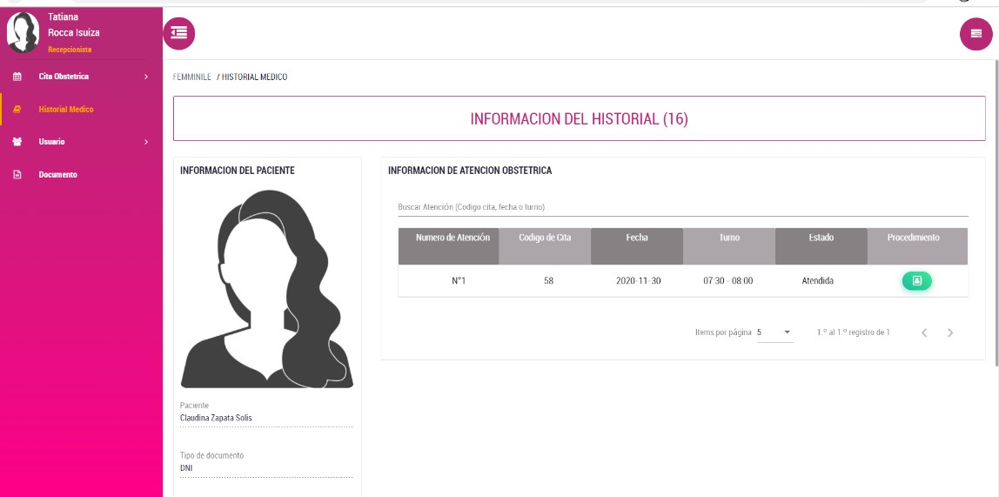 Tatiana
Rocca Isuiza
Recepcionista
Cita Obstetrica
Historial Medico
Usuario
Documento
FEMMINILE / HISTORIAL MEDICO
INFORMACION DEL HISTORIAL (16)
INFORMACION DEL PACIENTE
Paciente
Claudina Zapata Solis
Tipo de documento
DNI
INFORMACION DE ATENCION OBSTETRICA
Buscar Atención (Codigo cita, fecha o turno)
Numero de Atención Codigo de Cita Fecha Turno Estado Procedimiento
N°1 58 2020-11-30 07:30 - 08:00 Atendida
Items por página 5 1.º al 1.º registro de 1